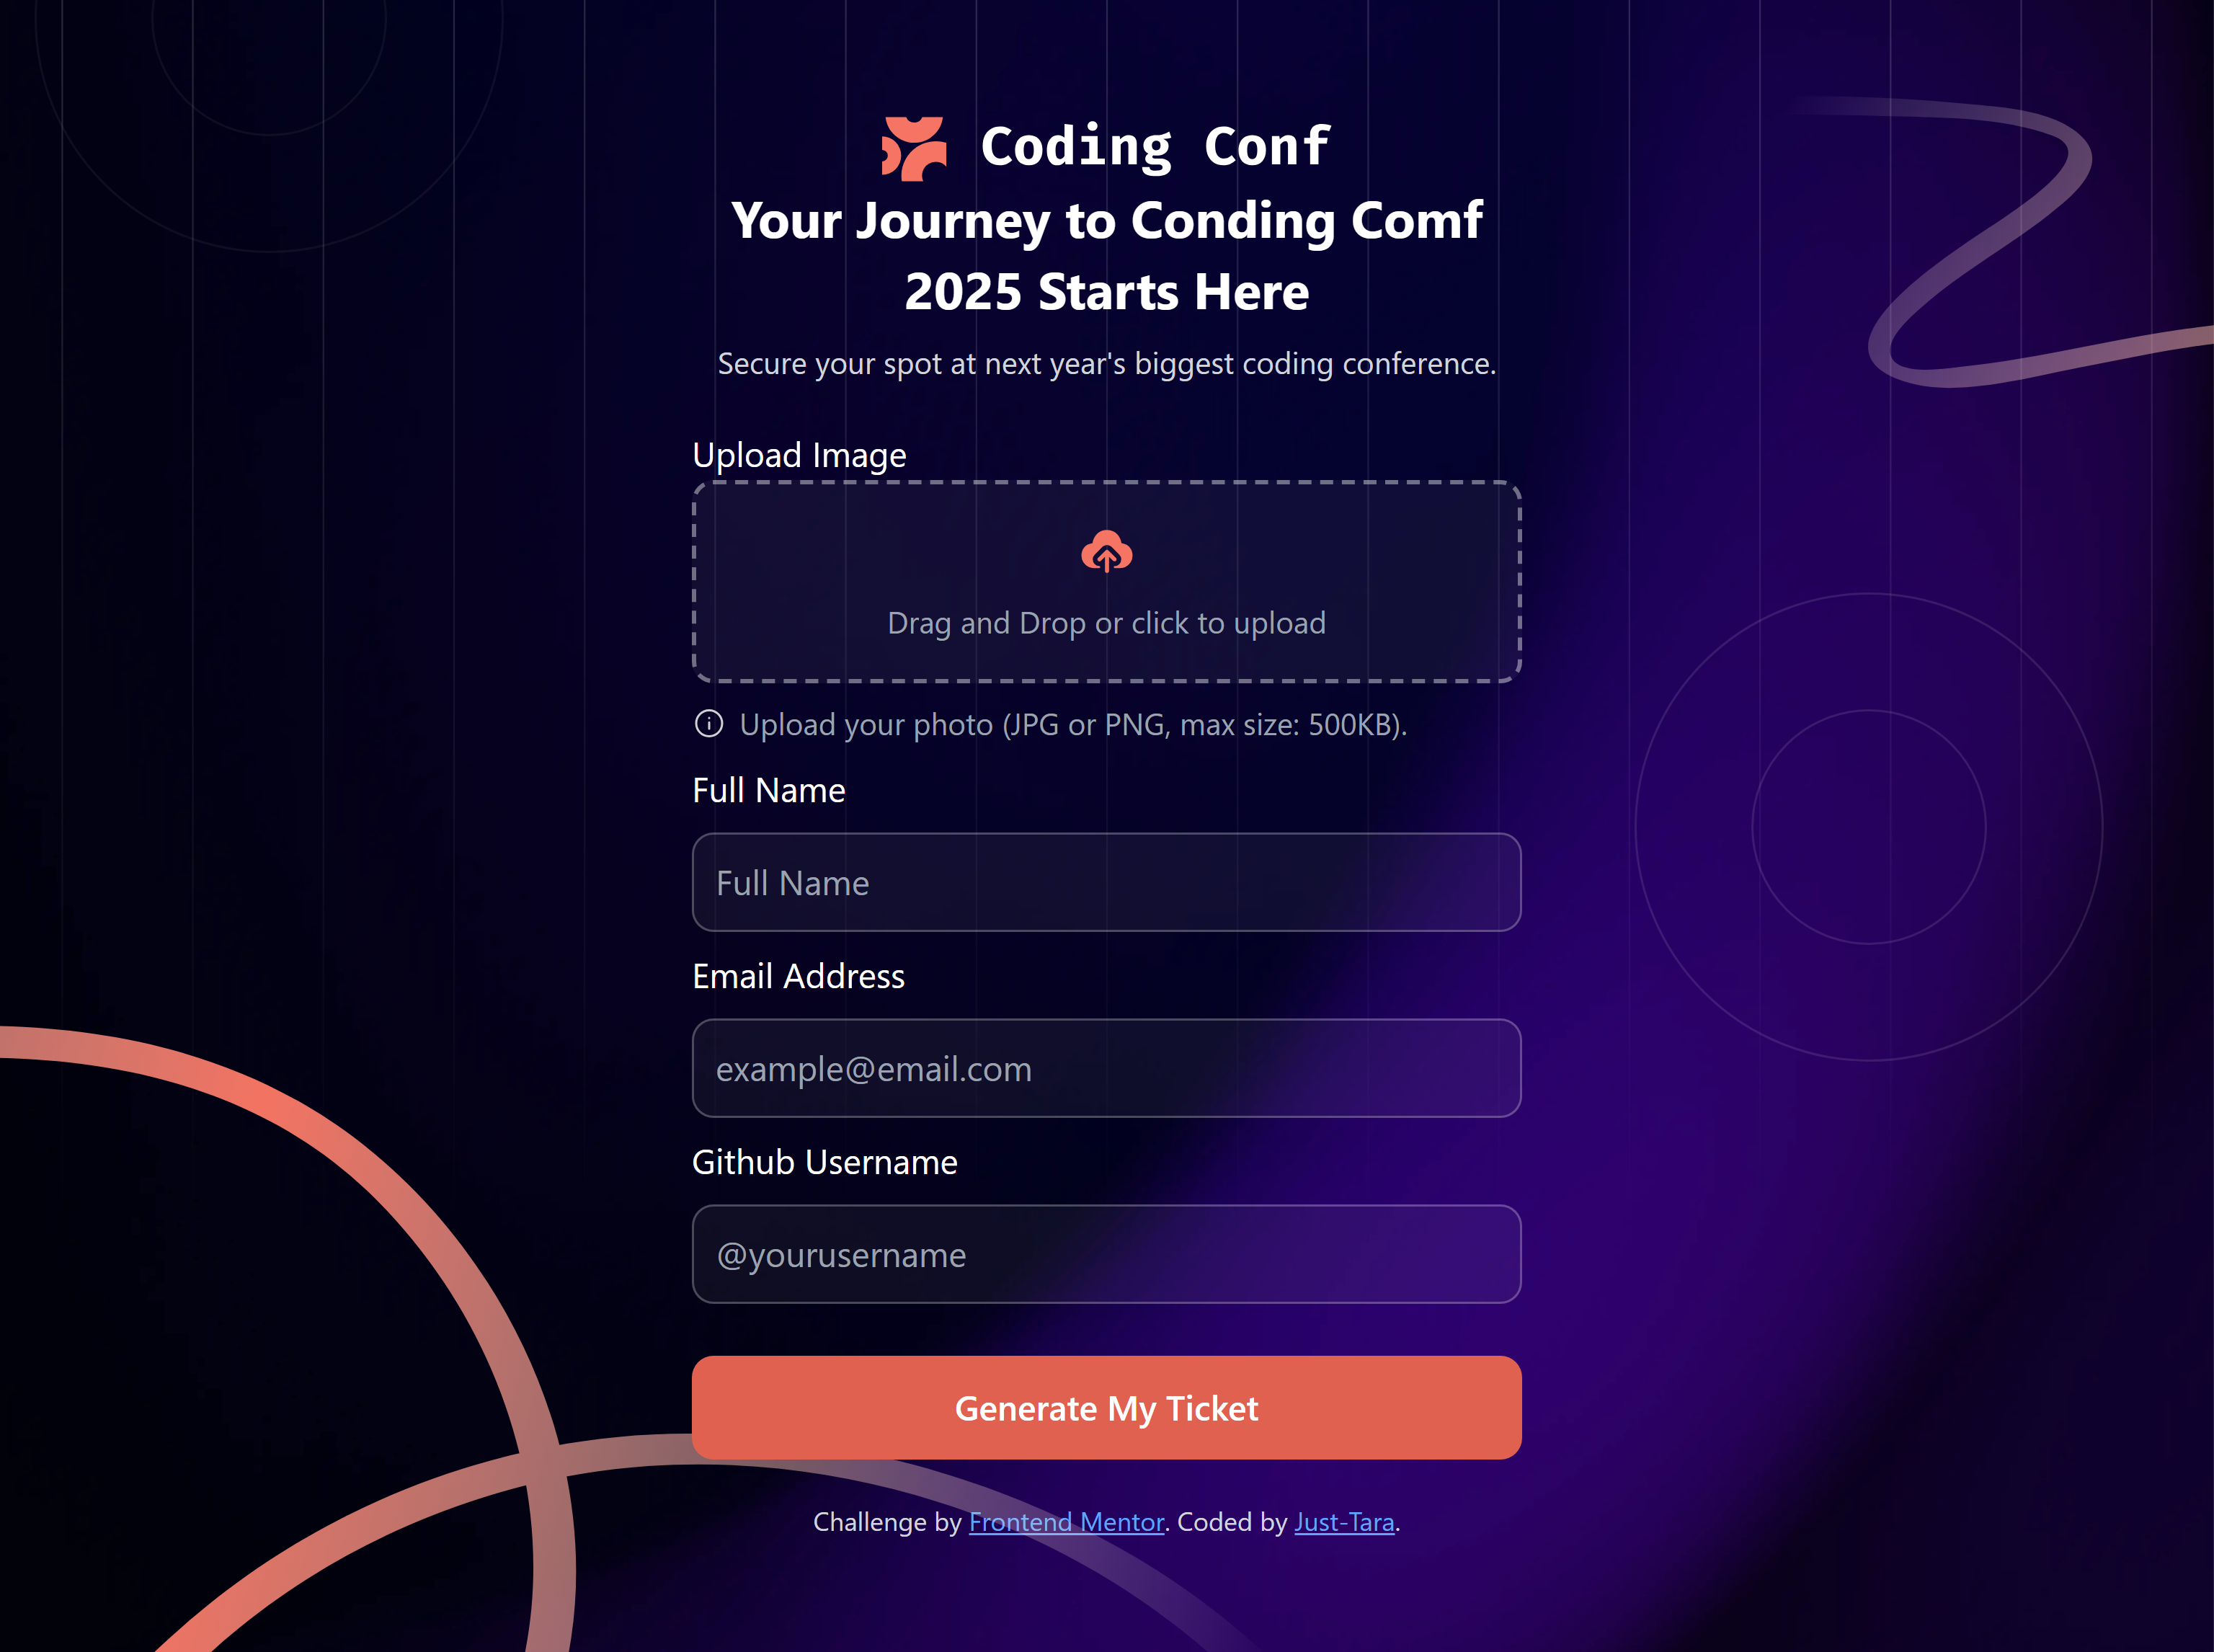 Coding Conf
Your Journey to Conding Comf
2025 Starts Here
Secure your spot at next year's biggest coding conference.
Upload Image
Drag and Drop or click to upload
Upload your photo (JPG or PNG, max size: 500KB).
Full Name
Full Name
Email Address
example@email.com
Github Username
@yourusername
Generate My Ticket
Challenge by Frontend Mentor. Coded by Just-Tara.